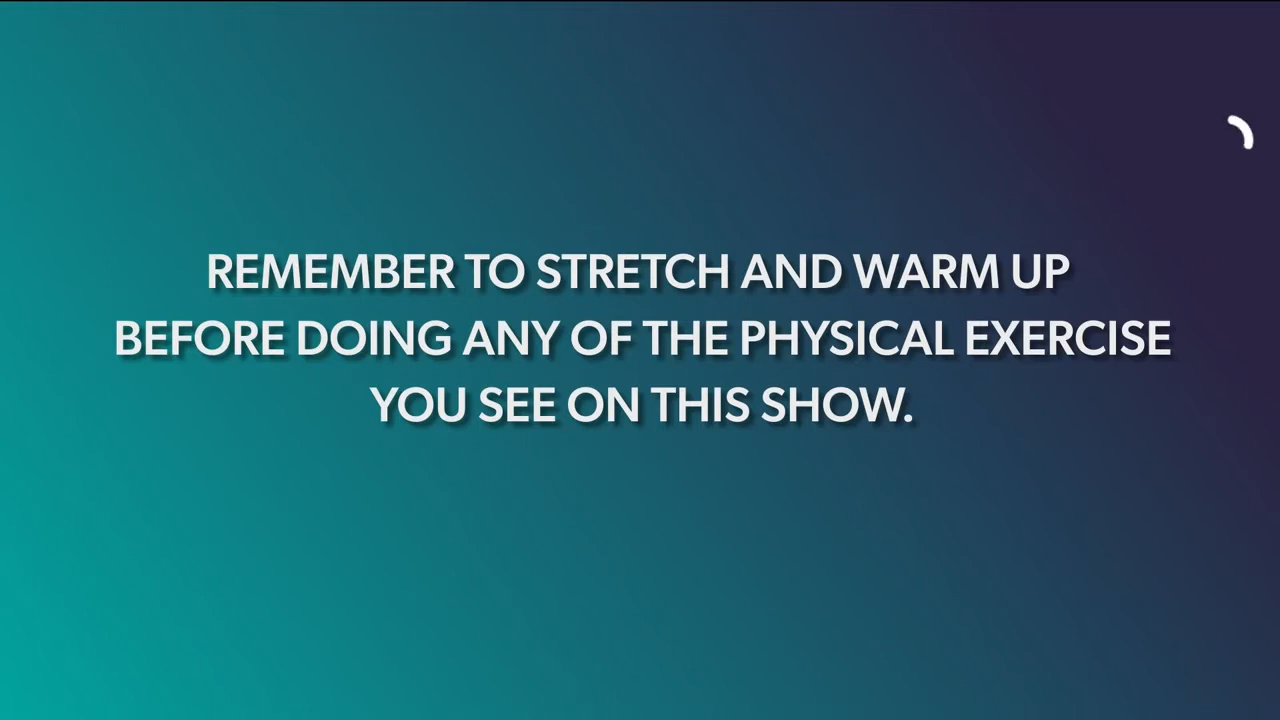 REMEMBER TO STRETCH AND WARM UP
BEFORE DOING ANY OF THE PHYSICAL EXERCISE
YOU SEE ON THIS SHOW.